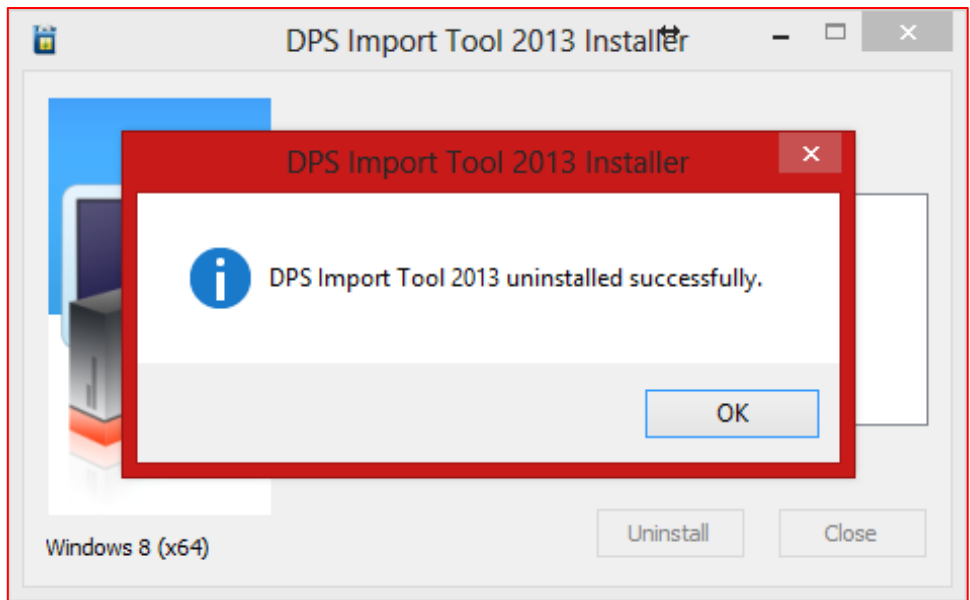 DPS Import Tool 2013 Installer
DPS Import Tool 2013 Installer
DPS Import Tool 2013 uninstalled successfully.
OK
Uninstall Close
Windows 8 (x64)